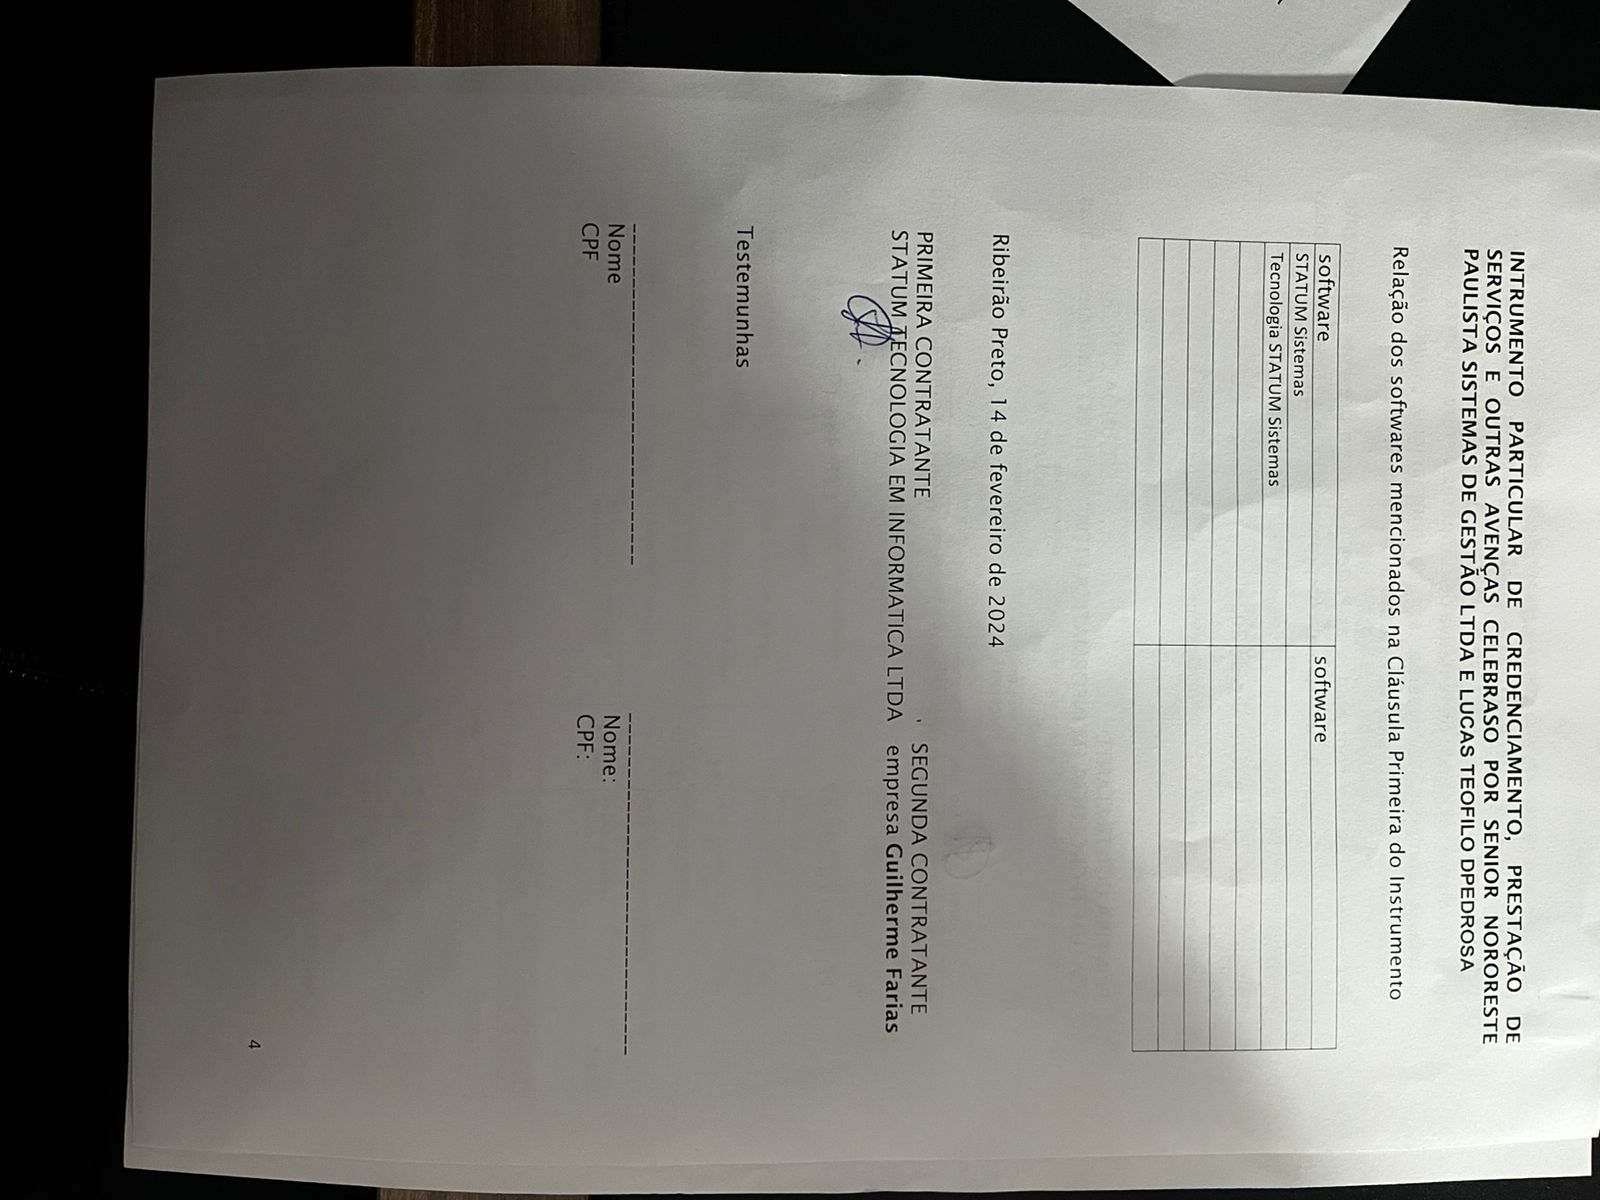 INTRUMENTO PARTICULAR DE CREDENCIAMENTO, PRESTAÇÃO DE
SERVIÇOS E OUTRAS AVENÇAS CELEBRASO POR SENIOR NORORESTE
PAULISTA SISTEMAS DE GESTÃO LTDA E LUCAS TEOFILO DPEDROSA
Relação dos softwares mencionados na Cláusula Primeira do Instrumento
software software
STATUM Sistemas
Tecnologia STATUM Sistemas
Ribeirão Preto, 14 de fevereiro de 2024
PRIMEIRA CONTRATANTE SEGUNDA CONTRATANTE
STATUM TECNOLOGIA EM INFORMATICA LTDA empresa Guilherme Farias
Testemunhas
Nome Nome:
CPF CPF:
4